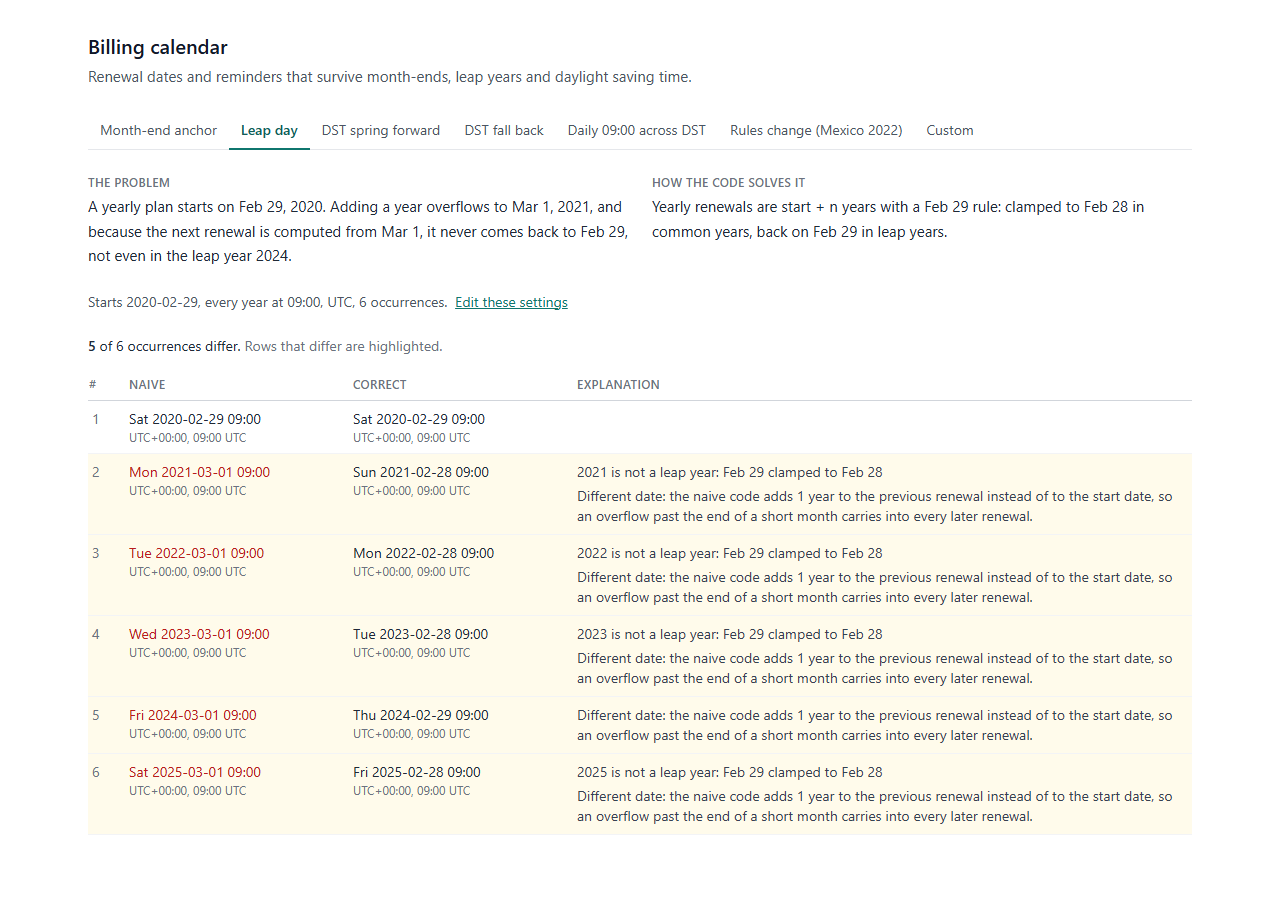 Billing calendar
Renewal dates and reminders that survive month-ends, leap years and daylight saving time.
Month-end anchor Leap day DST spring forward DST fall back Daily 09:00 across DST Rules change (Mexico 2022) Custom
THE PROBLEM
A yearly plan starts on Feb 29, 2020. Adding a year overflows to Mar 1, 2021, and
because the next renewal is computed from Mar 1, it never comes back to Feb 29,
not even in the leap year 2024.
HOW THE CODE SOLVES IT
Yearly renewals are start + n years with a Feb 29 rule: clamped to Feb 28 in
common years, back on Feb 29 in leap years.
Starts 2020-02-29, every year at 09:00, UTC, 6 occurrences. Edit these settings
5 of 6 occurrences differ. Rows that differ are highlighted.
# NAIVE CORRECT EXPLANATION
1 Sat 2020-02-29 09:00 Sat 2020-02-29 09:00
UTC+00:00, 09:00 UTC UTC+00:00, 09:00 UTC
2 Mon 2021-03-01 09:00 Sun 2021-02-28 09:00 2021 is not a leap year: Feb 29 clamped to Feb 28
UTC+00:00, 09:00 UTC UTC+00:00, 09:00 UTC Different date: the naive code adds 1 year to the previous renewal instead of to the start date, so
an overflow past the end of a short month carries into every later renewal.
3 Tue 2022-03-01 09:00 Mon 2022-02-28 09:00 2022 is not a leap year: Feb 29 clamped to Feb 28
UTC+00:00, 09:00 UTC UTC+00:00, 09:00 UTC Different date: the naive code adds 1 year to the previous renewal instead of to the start date, so
an overflow past the end of a short month carries into every later renewal.
4 Wed 2023-03-01 09:00 Tue 2023-02-28 09:00 2023 is not a leap year: Feb 29 clamped to Feb 28
UTC+00:00, 09:00 UTC UTC+00:00, 09:00 UTC Different date: the naive code adds 1 year to the previous renewal instead of to the start date, so
an overflow past the end of a short month carries into every later renewal.
5 Fri 2024-03-01 09:00 Thu 2024-02-29 09:00 Different date: the naive code adds 1 year to the previous renewal instead of to the start date, so
UTC+00:00, 09:00 UTC UTC+00:00, 09:00 UTC an overflow past the end of a short month carries into every later renewal.
6 Sat 2025-03-01 09:00 Fri 2025-02-28 09:00 2025 is not a leap year: Feb 29 clamped to Feb 28
UTC+00:00, 09:00 UTC UTC+00:00, 09:00 UTC Different date: the naive code adds 1 year to the previous renewal instead of to the start date, so
an overflow past the end of a short month carries into every later renewal.